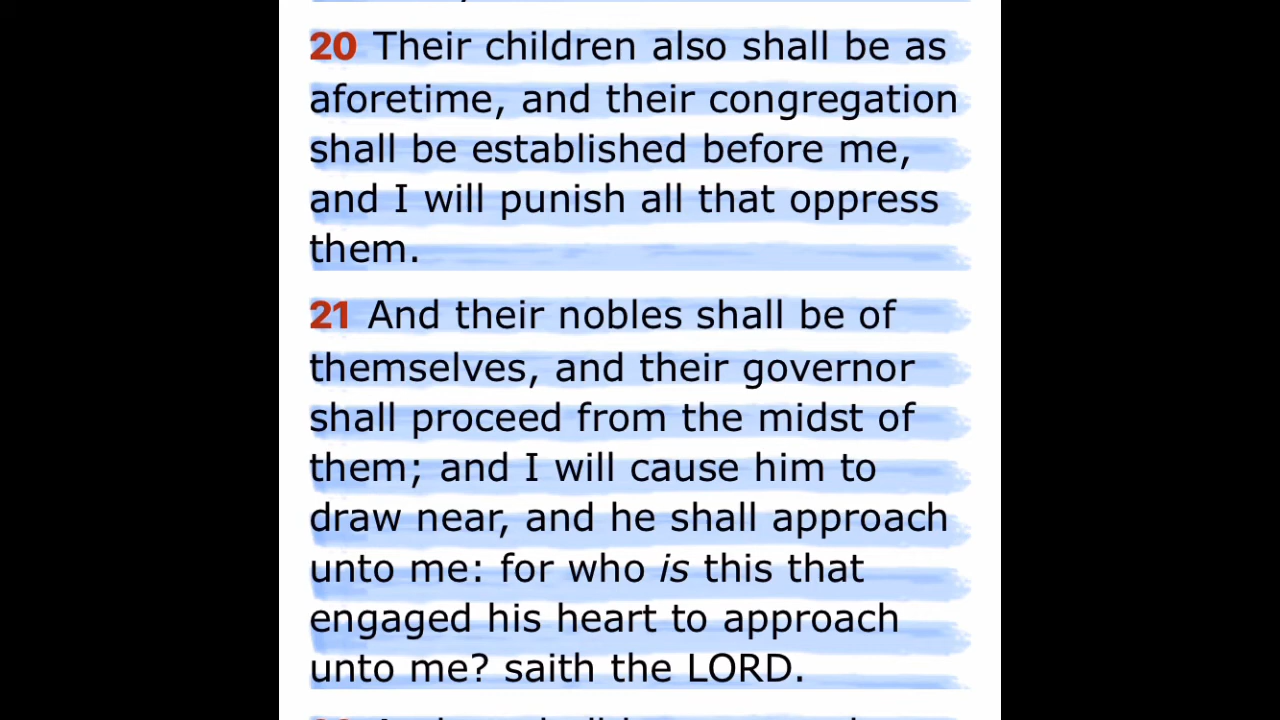 20 Their children also shall be as
aforetime, and their congregation
shall be established before me,
and I will punish all that oppress
them.
21 And their nobles shall be of
themselves, and their governor
shall proceed from the midst of
them; and I will cause him to
draw near, and he shall approach
unto me: for who is this that
engaged his heart to approach
unto me? saith the LORD.